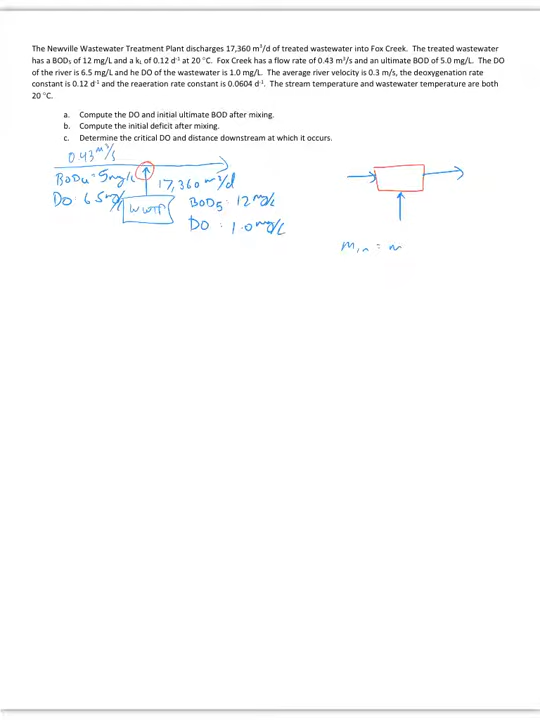 The Newville Wastewater Treatment Plant discharges 17,360 m³/d of treated wastewater into Fox Creek. The treated wastewater
has a BOD₅ of 12 mg/L and a kL of 0.12 d⁻¹ at 20 °C. Fox Creek has a flow rate of 0.43 m³/s and an ultimate BOD of 5.0 mg/L. The DO
of the river is 6.5 mg/L and he DO of the wastewater is 1.0 mg/L. The average river velocity is 0.3 m/s, the deoxygenation rate
constant is 0.12 d⁻¹ and the reaeration rate constant is 0.0604 d⁻¹. The stream temperature and wastewater temperature are both
20 °C.
a. Compute the DO and initial ultimate BOD after mixing.
b. Compute the initial deficit after mixing.
c. Determine the critical DO and distance downstream at which it occurs.
0.43 m³/s
BODu = 5mg/L
17,360 m³/d
DO: 6.5mg/L
WWTP
BOD5: 12 mg/L
DO : 1.0 mg/L
Min = m